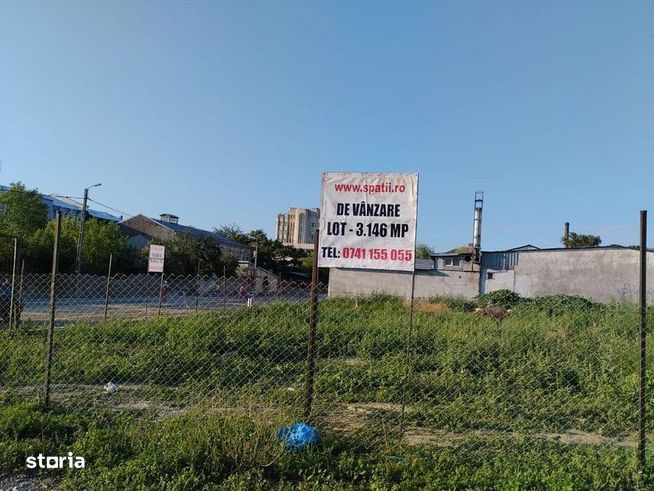 www.spatii.ro
DE VÂNZARE
LOT - 3.146 MP
TEL: 0741 155 055
storia